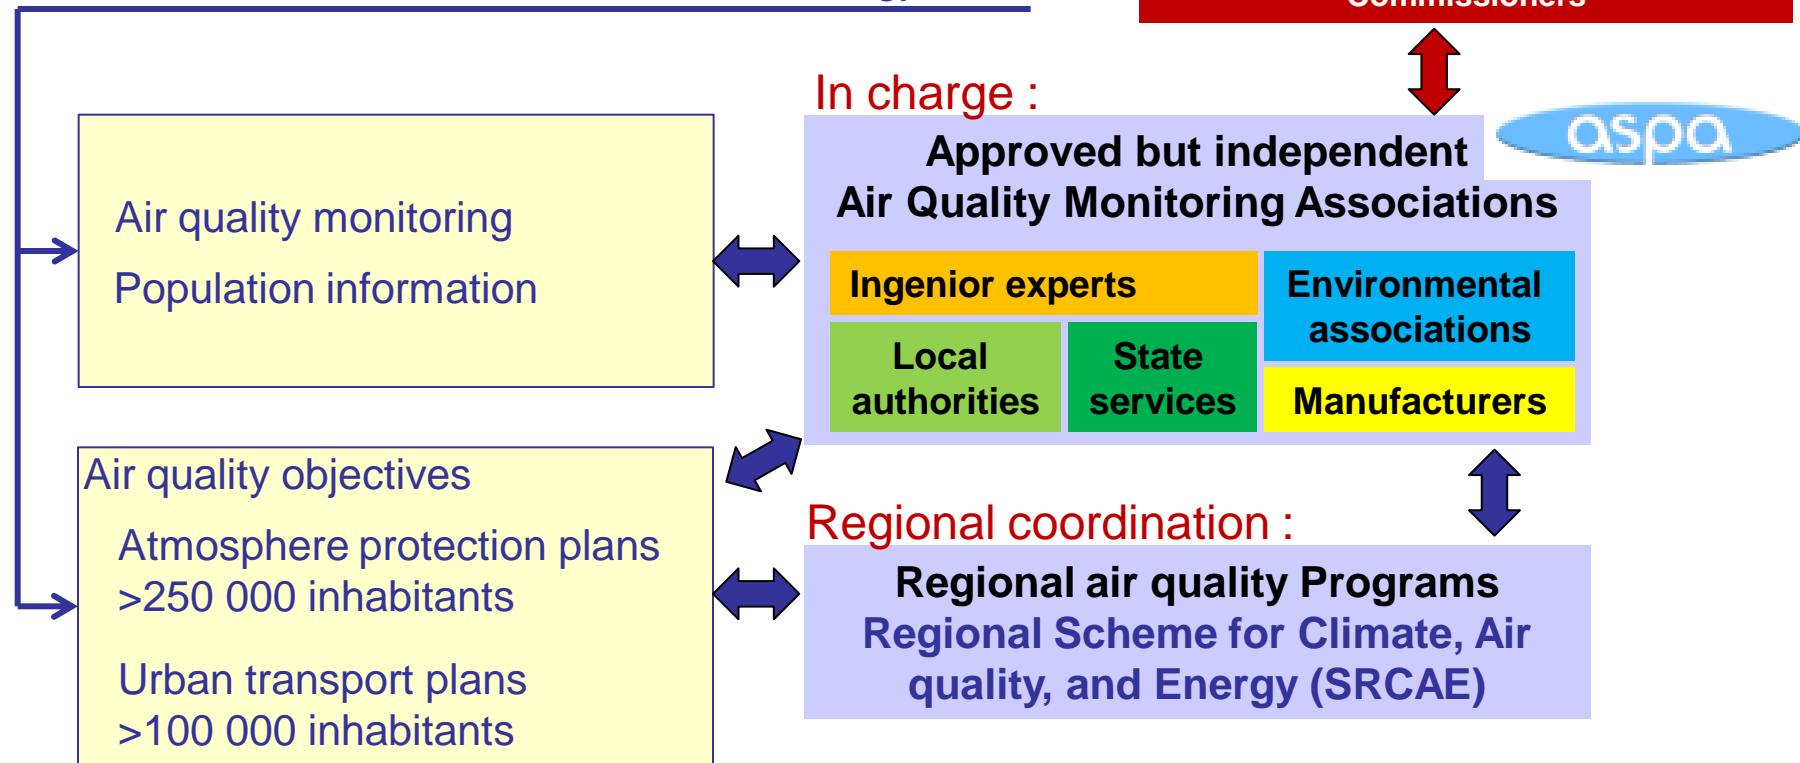 Commissioners
In charge :
aspa
Approved but independent
Air Quality Monitoring Associations
Air quality monitoring
Population information
Ingenior experts
Environmental
associations
Local
authorities
State
services
Manufacturers
Air quality objectives
Atmosphere protection plans
>250 000 inhabitants
Urban transport plans
>100 000 inhabitants
Regional coordination :
Regional air quality Programs
Regional Scheme for Climate, Air
quality, and Energy (SRCAE)